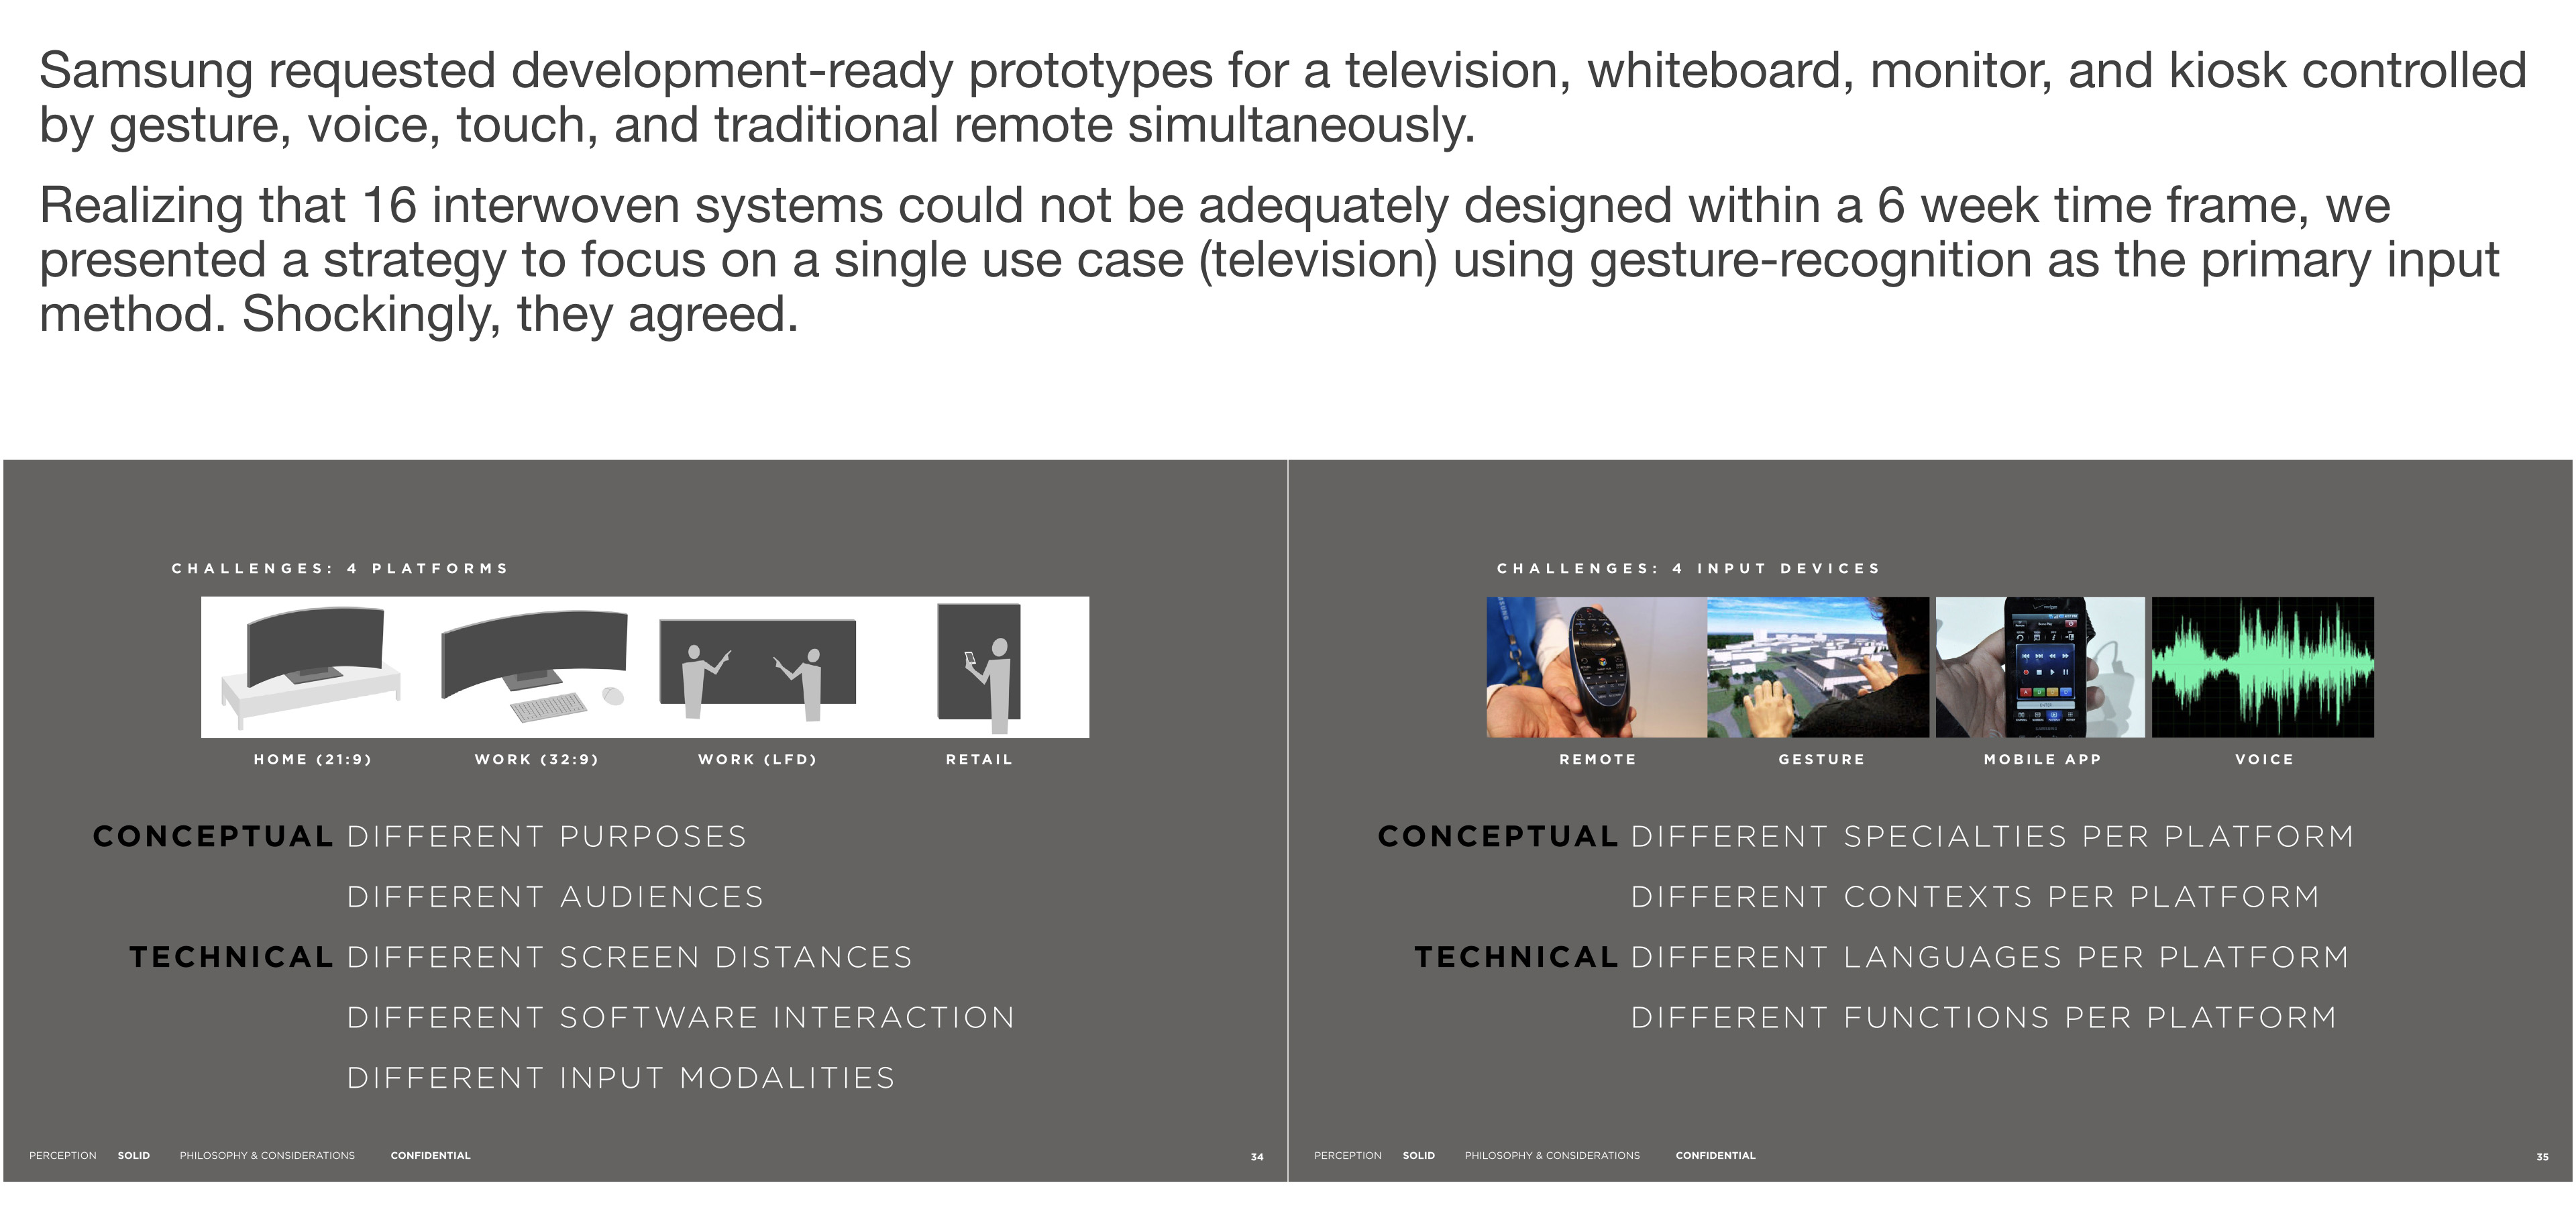 Samsung requested development-ready prototypes for a television, whiteboard, monitor, and kiosk controlled
by gesture, voice, touch, and traditional remote simultaneously.
Realizing that 16 interwoven systems could not be adequately designed within a 6 week time frame, we
presented a strategy to focus on a single use case (television) using gesture-recognition as the primary input
method. Shockingly, they agreed.
CHALLENGES: 4 PLATFORMS
HOME (21:9) WORK (32:9) WORK (LFD) RETAIL
CONCEPTUAL DIFFERENT PURPOSES
DIFFERENT AUDIENCES
TECHNICAL DIFFERENT SCREEN DISTANCES
DIFFERENT SOFTWARE INTERACTION
DIFFERENT INPUT MODALITIES
PERCEPTION SOLID PHILOSOPHY & CONSIDERATIONS CONFIDENTIAL 34
CHALLENGES: 4 INPUT DEVICES
REMOTE GESTURE MOBILE APP VOICE
CONCEPTUAL DIFFERENT SPECIALTIES PER PLATFORM
DIFFERENT CONTEXTS PER PLATFORM
TECHNICAL DIFFERENT LANGUAGES PER PLATFORM
DIFFERENT FUNCTIONS PER PLATFORM
PERCEPTION SOLID PHILOSOPHY & CONSIDERATIONS CONFIDENTIAL 35